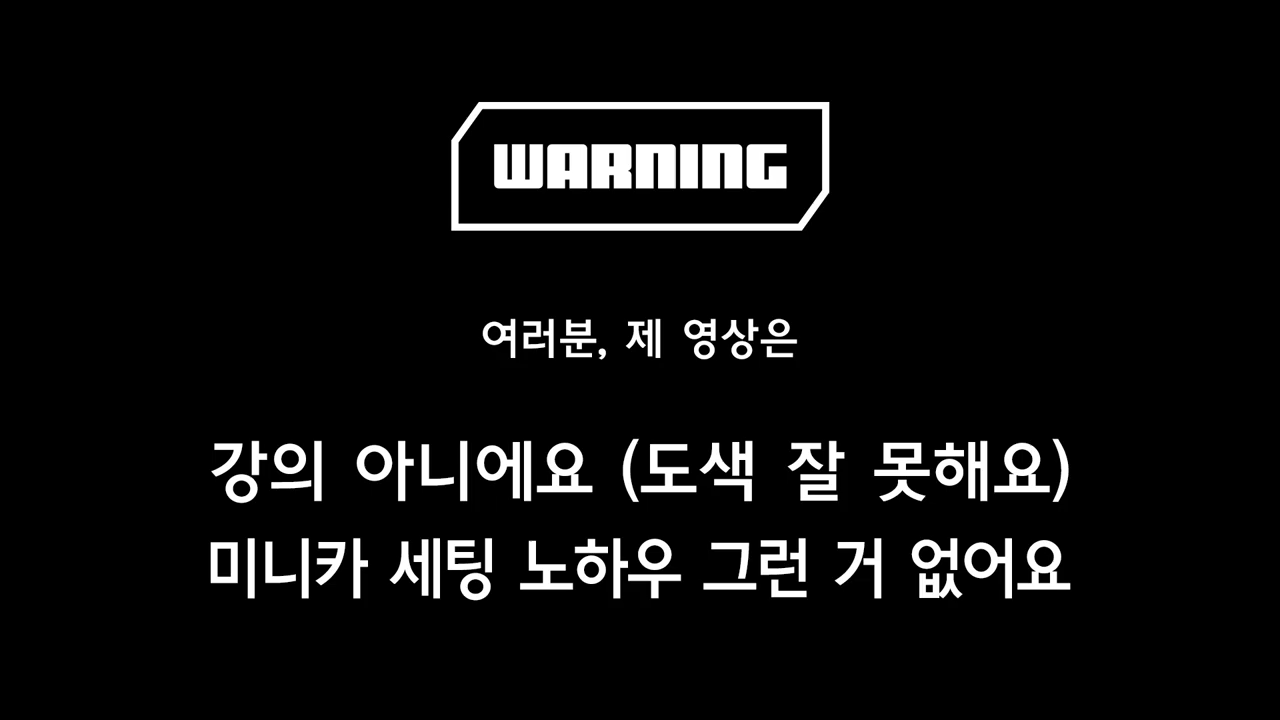 WARNING
여러분, 제 영상은
강의 아니에요 (도색 잘 못해요)
미니카 세팅 노하우 그런 거 없어요